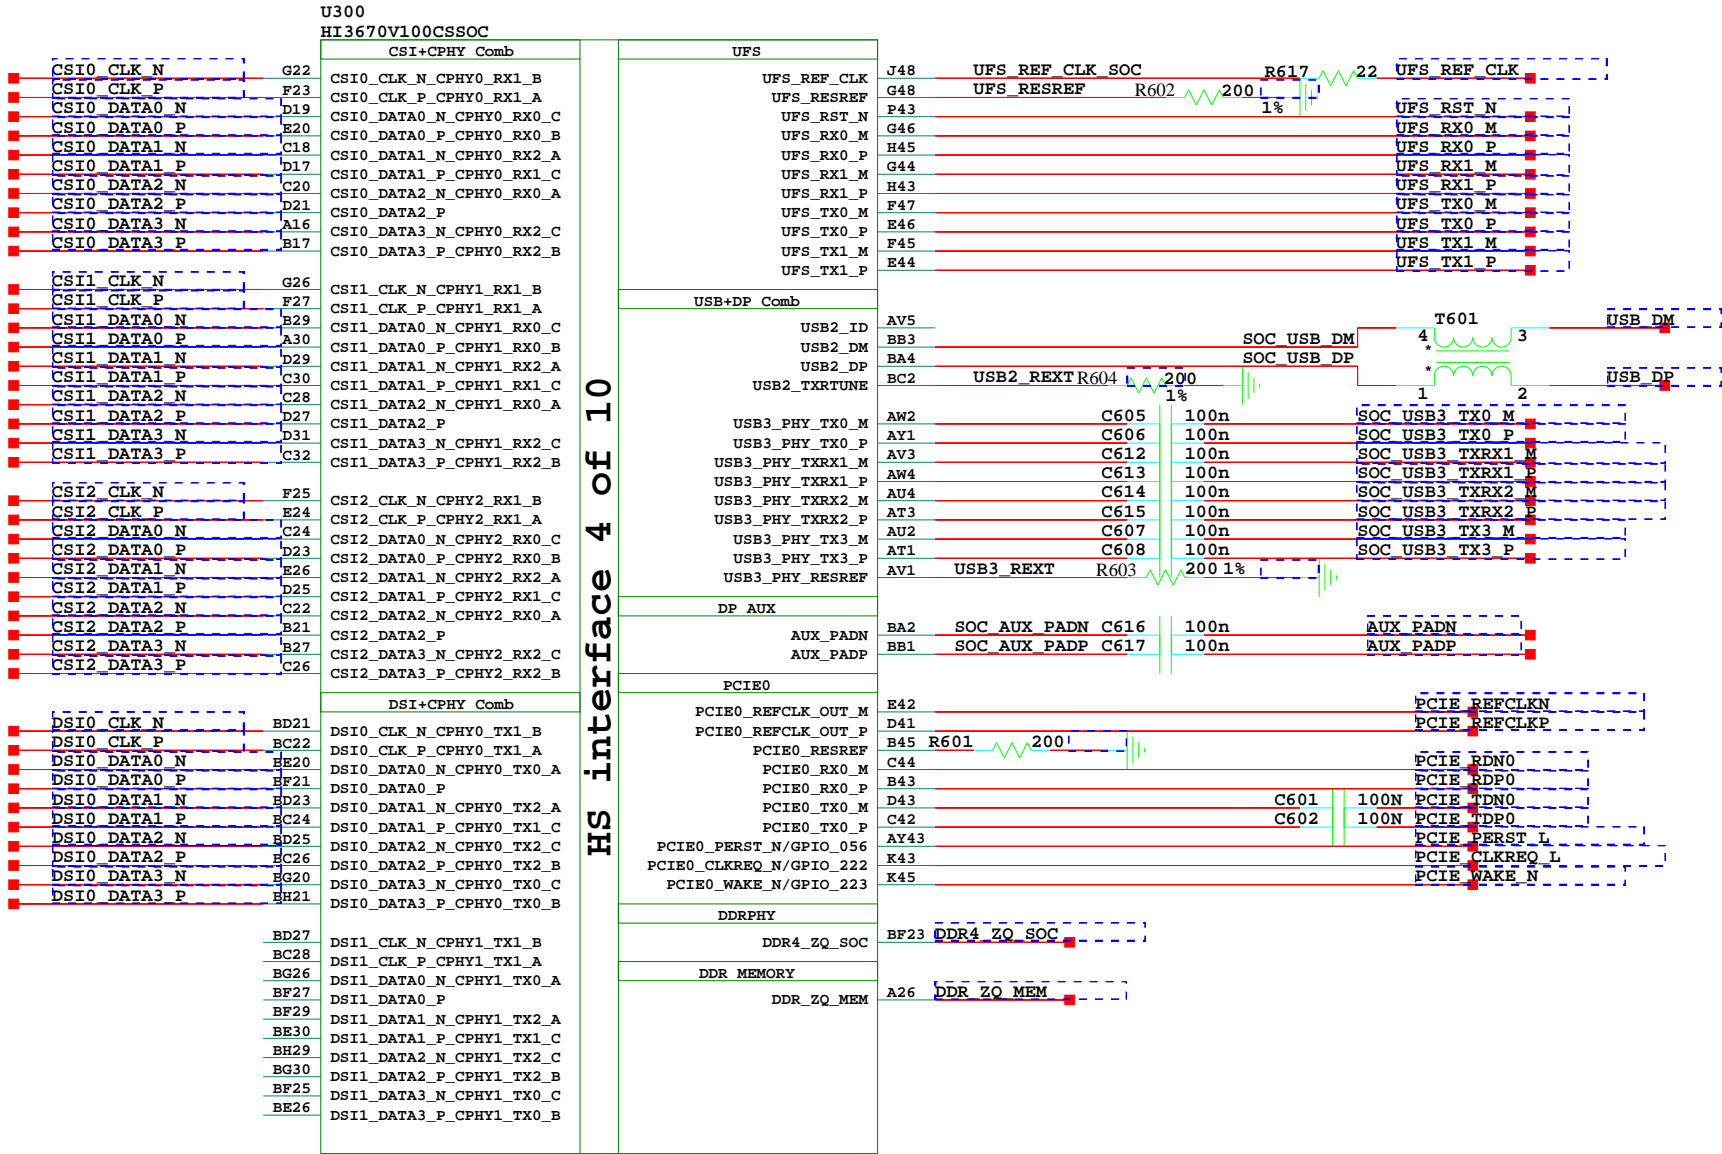 U300
HI3670V100CSSOC
CSI+CPHY Comb
CSI0_CLK_N G22 CSI0_CLK_N_CPHY0_RX1_B
CSI0_CLK_P F23 CSI0_CLK_P_CPHY0_RX1_A
CSI0_DATA0_N D19 CSI0_DATA0_N_CPHY0_RX0_C
CSI0_DATA0_P E20 CSI0_DATA0_P_CPHY0_RX0_B
CSI0_DATA1_N C18 CSI0_DATA1_N_CPHY0_RX2_A
CSI0_DATA1_P D17 CSI0_DATA1_P_CPHY0_RX1_C
CSI0_DATA2_N C20 CSI0_DATA2_N_CPHY0_RX0_A
CSI0_DATA2_P D21 CSI0_DATA2_P
CSI0_DATA3_N A16 CSI0_DATA3_N_CPHY0_RX2_C
CSI0_DATA3_P B17 CSI0_DATA3_P_CPHY0_RX2_B
CSI1_CLK_N G26 CSI1_CLK_N_CPHY1_RX1_B
CSI1_CLK_P F27 CSI1_CLK_P_CPHY1_RX1_A
CSI1_DATA0_N B29 CSI1_DATA0_N_CPHY1_RX0_C
CSI1_DATA0_P A30 CSI1_DATA0_P_CPHY1_RX0_B
CSI1_DATA1_N D29 CSI1_DATA1_N_CPHY1_RX2_A
CSI1_DATA1_P C30 CSI1_DATA1_P_CPHY1_RX1_C
CSI1_DATA2_N C28 CSI1_DATA2_N_CPHY1_RX0_A
CSI1_DATA2_P D27 CSI1_DATA2_P
CSI1_DATA3_N D31 CSI1_DATA3_N_CPHY1_RX2_C
CSI1_DATA3_P C32 CSI1_DATA3_P_CPHY1_RX2_B
CSI2_CLK_N F25 CSI2_CLK_N_CPHY2_RX1_B
CSI2_CLK_P E24 CSI2_CLK_P_CPHY2_RX1_A
CSI2_DATA0_N C24 CSI2_DATA0_N_CPHY2_RX0_C
CSI2_DATA0_P D23 CSI2_DATA0_P_CPHY2_RX0_B
CSI2_DATA1_N E26 CSI2_DATA1_N_CPHY2_RX2_A
CSI2_DATA1_P D25 CSI2_DATA1_P_CPHY2_RX1_C
CSI2_DATA2_N C22 CSI2_DATA2_N_CPHY2_RX0_A
CSI2_DATA2_P B21 CSI2_DATA2_P
CSI2_DATA3_N B27 CSI2_DATA3_N_CPHY2_RX2_C
CSI2_DATA3_P C26 CSI2_DATA3_P_CPHY2_RX2_B
DSI+CPHY Comb
DSI0_CLK_N BD21 DSI0_CLK_N_CPHY0_TX1_B
DSI0_CLK_P BC22 DSI0_CLK_P_CPHY0_TX1_A
DSI0_DATA0_N BE20 DSI0_DATA0_N_CPHY0_TX0_A
DSI0_DATA0_P BF21 DSI0_DATA0_P
DSI0_DATA1_N BD23 DSI0_DATA1_N_CPHY0_TX2_A
DSI0_DATA1_P BC24 DSI0_DATA1_P_CPHY0_TX1_C
DSI0_DATA2_N BD25 DSI0_DATA2_N_CPHY0_TX2_C
DSI0_DATA2_P BC26 DSI0_DATA2_P_CPHY0_TX2_B
DSI0_DATA3_N BG20 DSI0_DATA3_N_CPHY0_TX0_C
DSI0_DATA3_P BH21 DSI0_DATA3_P_CPHY0_TX0_B
BD27 DSI1_CLK_N_CPHY1_TX1_B
BC28 DSI1_CLK_P_CPHY1_TX1_A
BG26 DSI1_DATA0_N_CPHY1_TX0_A
BF27 DSI1_DATA0_P
BF29 DSI1_DATA1_N_CPHY1_TX2_A
BE30 DSI1_DATA1_P_CPHY1_TX1_C
BH29 DSI1_DATA2_N_CPHY1_TX2_C
BG30 DSI1_DATA2_P_CPHY1_TX2_B
BF25 DSI1_DATA3_N_CPHY1_TX0_C
BE26 DSI1_DATA3_P_CPHY1_TX0_B
HS interface 4 of 10
UFS
UFS_REF_CLK J48 UFS_REF_CLK_SOC R617 22 UFS_REF_CLK
UFS_RESREF G48 UFS_RESREF R602 200 1%
UFS_RST_N P43 UFS_RST_N
UFS_RX0_M G46 UFS_RX0_M
UFS_RX0_P H45 UFS_RX0_P
UFS_RX1_M G44 UFS_RX1_M
UFS_RX1_P H43 UFS_RX1_P
UFS_TX0_M F47 UFS_TX0_M
UFS_TX0_P E46 UFS_TX0_P
UFS_TX1_M F45 UFS_TX1_M
UFS_TX1_P E44 UFS_TX1_P
USB+DP Comb
USB2_ID AV5 T601
USB2_DM BB3 SOC_USB_DM 4 * 3 USB_DM
USB2_DP BA4 SOC_USB_DP * 1 2 USB_DP
USB2_TXRTUNE BC2 USB2_REXT R604 200 1%
USB3_PHY_TX0_M AW2 C605 100n SOC_USB3_TX0_M
USB3_PHY_TX0_P AY1 C606 100n SOC_USB3_TX0_P
USB3_PHY_TXRX1_M AV3 C612 100n SOC_USB3_TXRX1_M
USB3_PHY_TXRX1_P AW4 C613 100n SOC_USB3_TXRX1_P
USB3_PHY_TXRX2_M AU4 C614 100n SOC_USB3_TXRX2_M
USB3_PHY_TXRX2_P AT3 C615 100n SOC_USB3_TXRX2_P
USB3_PHY_TX3_M AU2 C607 100n SOC_USB3_TX3_M
USB3_PHY_TX3_P AT1 C608 100n SOC_USB3_TX3_P
USB3_PHY_RESREF AV1 USB3_REXT R603 200 1%
DP AUX
AUX_PADN BA2 SOC_AUX_PADN C616 100n AUX_PADN
AUX_PADP BB1 SOC_AUX_PADP C617 100n AUX_PADP
PCIE0
PCIE0_REFCLK_OUT_M E42 PCIE_REFCLKN
PCIE0_REFCLK_OUT_P D41 PCIE_REFCLKP
PCIE0_RESREF B45 R601 200
PCIE0_RX0_M C44 PCIE_RDN0
PCIE0_RX0_P B43 PCIE_RDP0
PCIE0_TX0_M D43 C601 100N PCIE_TDN0
PCIE0_TX0_P C42 C602 100N PCIE_TDP0
PCIE0_PERST_N/GPIO_056 AY43 PCIE_PERST_L
PCIE0_CLKREQ_N/GPIO_222 K43 PCIE_CLKREQ_L
PCIE0_WAKE_N/GPIO_223 K45 PCIE_WAKE_N
DDRPHY
DDR4_ZQ_SOC BF23 DDR4_ZQ_SOC
DDR MEMORY
DDR_ZQ_MEM A26 DDR_ZQ_MEM